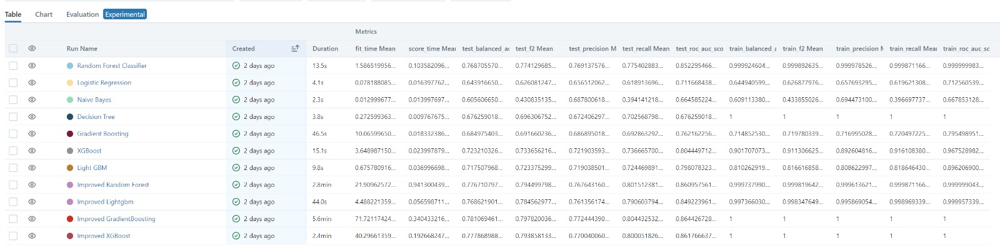 Table Chart Evaluation Experimental
Metrics
Run Name Created Duration fit_time Mean score_time Mear test_balanced_ac test_f2 Mean test_precision M test_recall Mean test_roc_auc_sco train_balanced_a train_f2 Mean train_precision M train_recall Mear train_roc_auc_sc
Random Forest Classifier 2 days ago 13.5s 1.586519956... 0.103582096... 0.768705570... 0.774129685... 0.769137576... 0.775402883... 0.852295466... 0.999924604... 0.999892635... 0.999978526... 0.999871166... 0.999999983...
Logistic Regression 2 days ago 4.1s 0.078188085... 0.016397762... 0.643916650... 0.626081247... 0.656512062... 0.618913696... 0.711668438... 0.644940599... 0.626877976... 0.657693295... 0.619621308... 0.712560539...
Naive Bayes 2 days ago 2.3s 0.012999677... 0.013997697... 0.605606650... 0.430835135... 0.687800618... 0.394141218... 0.664585224... 0.609113380... 0.433855026... 0.694473100... 0.396697737... 0.667853128...
Decision Tree 2 days ago 3.8s 0.272599363... 0.009767675... 0.676259018... 0.696306752... 0.672406297... 0.702568798... 0.676259018... 1 1 1 1 1
Gradient Boosting 2 days ago 46.5s 10.06599650... 0.018332386... 0.684975403... 0.691660236... 0.686895018... 0.692863292... 0.762162256... 0.714852530... 0.719780339... 0.716995028... 0.720497225... 0.795498951...
XGBoost 2 days ago 15.1s 3.648987150... 0.023997879... 0.723210326... 0.733656216... 0.721903593... 0.736665700... 0.804449712... 0.901707073... 0.911306625... 0.892604816... 0.916108380... 0.967528982...
Light GBM 2 days ago 9.8s 0.675780916... 0.036996698... 0.717507968... 0.723375299... 0.719038501... 0.724469891... 0.798078323... 0.810262919... 0.816616858... 0.808622997... 0.818646430... 0.896206900...
Improved Random Forest 2 days ago 2.8min 21.90962572... 0.941300439... 0.776710797... 0.794499798... 0.767643160... 0.801512381... 0.860957561... 0.999737990... 0.999819642... 0.999613621... 0.999871166... 0.999999043...
Improved Lightgbm 2 days ago 44.0s 4.488221359... 0.056598711... 0.768621901... 0.784562977... 0.761356174... 0.790603794... 0.849223961... 0.997366030... 0.998347649... 0.995869054... 0.998969339... 0.999957339...
Improved GradientBoosting 2 days ago 5.6min 71.72117424... 0.340433216... 0.781069461... 0.797820036... 0.772444390... 0.804432532... 0.864426728... 1 1 1 1 1
Improved XGBoost 2 days ago 2.4min 40.29661359... 0.192668247... 0.777868988... 0.793858133... 0.770040060... 0.800051826... 0.861766637... 1 1 1 1 1